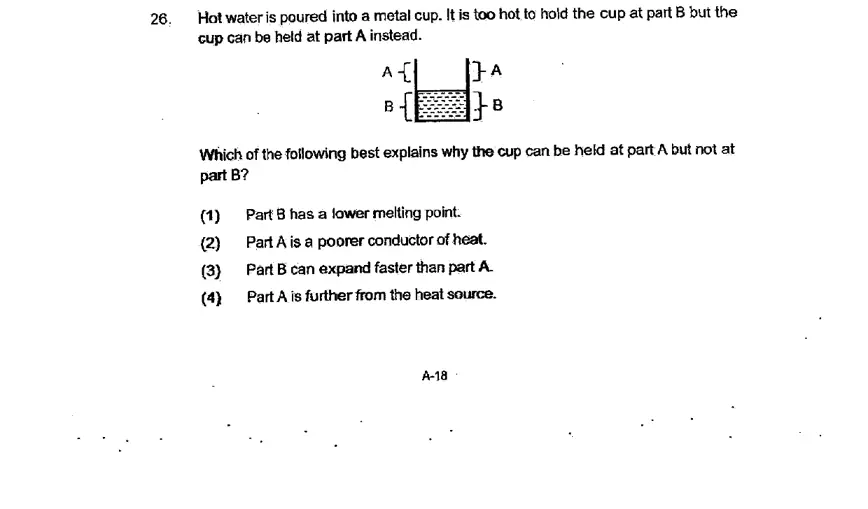 26. Hot water is poured into a metal cup. It is too hot to hold the cup at part B but the
cup can be held at part A instead.
A A
B B
Which of the following best explains why the cup can be held at part A but not at
part B?
(1) Part B has a lower melting point.
(2) Part A is a poorer conductor of heat.
(3) Part B can expand faster than part A.
(4) Part A is further from the heat source.
A-18